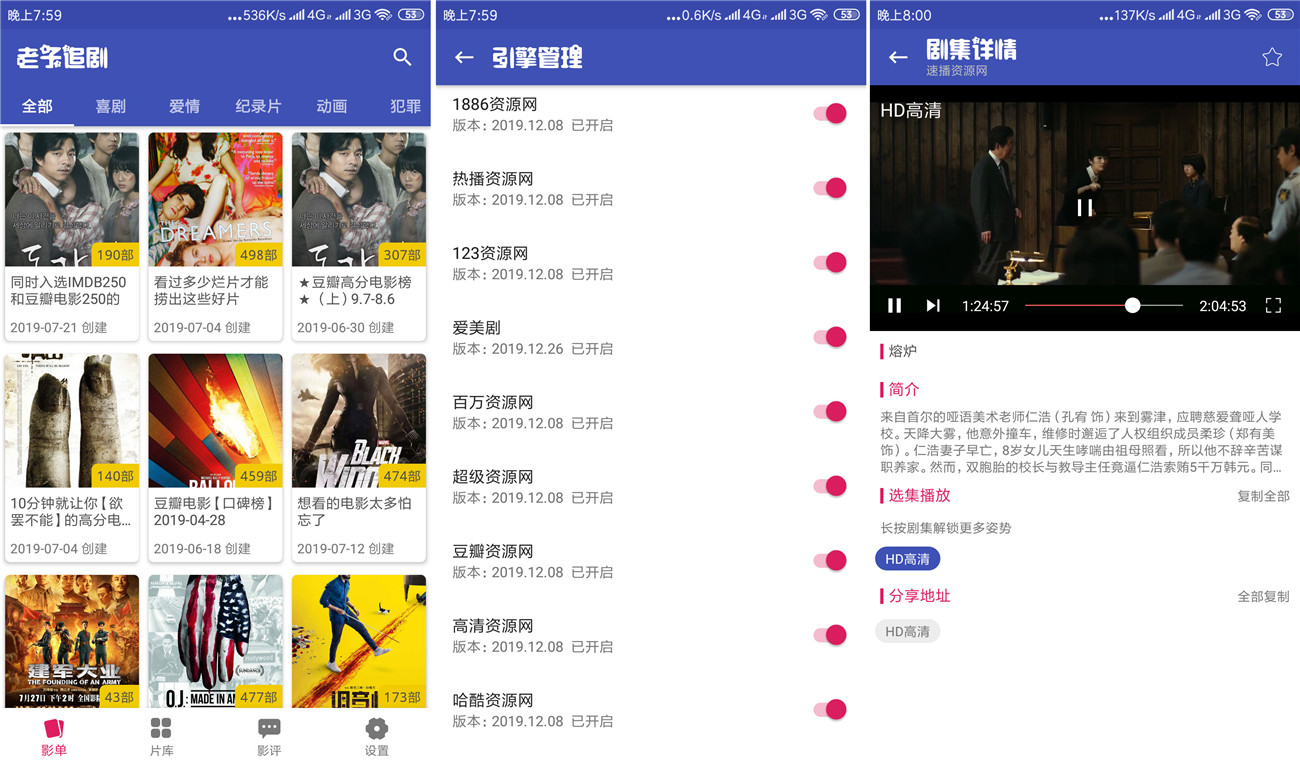 晚上7:59
...536K/s 4G 3G 53
老子追剧
全部 喜剧 爱情 纪录片 动画 犯罪
190部
同时入选IMDB250
和豆瓣电影250的
2019-07-21 创建
THE DREAMERS
498部
看过多少烂片才能
捞出这些好片
2019-07-04 创建
도가
307部
★豆瓣高分电影榜
★（上）9.7-8.6
2019-06-30 创建
140部
10分钟就让你【欲
罢不能】的高分电...
2019-07-04 创建
459部
豆瓣电影【口碑榜】
2019-04-28
2019-06-18 创建
MARVEL
BLACK
474部
想看的电影太多怕
忘了
2019-07-12 创建
建军大业
THE FOUNDING OF AN ARMY
7月27日 下午2时
43部
SUNDANCE
O.J.: MADE IN AM
477部
173部
影单 片库 影评 设置
晚上7:59
...0.6K/s 4G 3G 53
引擎管理
1886资源网
版本：2019.12.08 已开启
热播资源网
版本：2019.12.08 已开启
123资源网
版本：2019.12.08 已开启
爱美剧
版本：2019.12.26 已开启
百万资源网
版本：2019.12.08 已开启
超级资源网
版本：2019.12.08 已开启
豆瓣资源网
版本：2019.12.08 已开启
高清资源网
版本：2019.12.08 已开启
哈酷资源网
版本：2019.12.08 已开启
晚上8:00
...137K/s 4G 3G 53
剧集详情
速播资源网
HD高清
1:24:57
2:04:53
熔炉
简介
来自首尔的哑语美术老师仁浩（孔宥 饰）来到雾津，应聘慈爱聋哑人学
校。天降大雾，他意外撞车，维修时邂逅了人权组织成员柔珍（郑有美
饰）。仁浩妻子早亡，8岁女儿天生哮喘由祖母照看，所以他不辞辛苦谋
职养家。然而，双胞胎的校长与教导主任竟逼仁浩索贿5千万韩元。同...
选集播放
复制全部
长按剧集解锁更多姿势
HD高清
分享地址
全部复制
HD高清